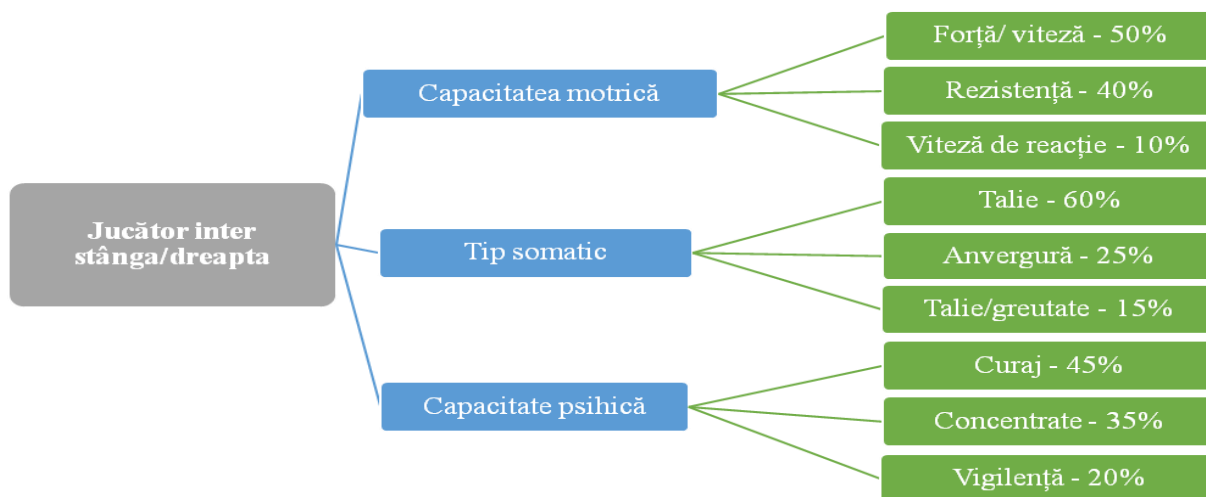 Jucător inter
stânga/dreapta
Capacitatea motrică
Forță/ viteză - 50%
Rezistență - 40%
Viteză de reacție - 10%
Tip somatic
Talie - 60%
Anvergură - 25%
Talie/greutate - 15%
Capacitate psihică
Curaj - 45%
Concentrate - 35%
Vigilență - 20%